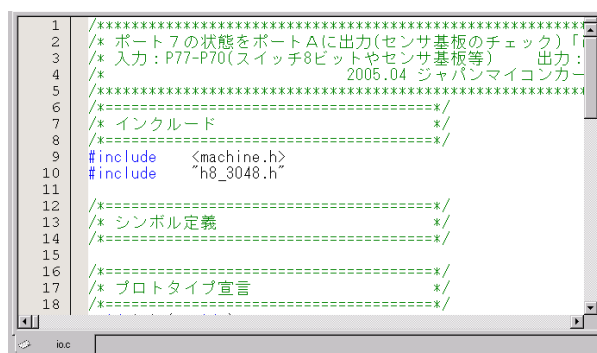 1 /***********************************************************
2 /* ポート7の状態をポートAに出力(センサ基板のチェック)「
3 /* 入力:P77-P70(スイッチ8ビットやセンサ基板等) 出力:
4 /* 2005.04 ジャパンマイコンカー
5 /***********************************************************
6 /*=====================================*/
7 /* インクルード */
8 /*=====================================*/
9 #include <machine.h>
10 #include "h8_3048.h"
11
12 /*=====================================*/
13 /* シンボル定義 */
14 /*=====================================*/
15
16 /*=====================================*/
17 /* プロトタイプ宣言 */
18 /*=====================================*/
io.c